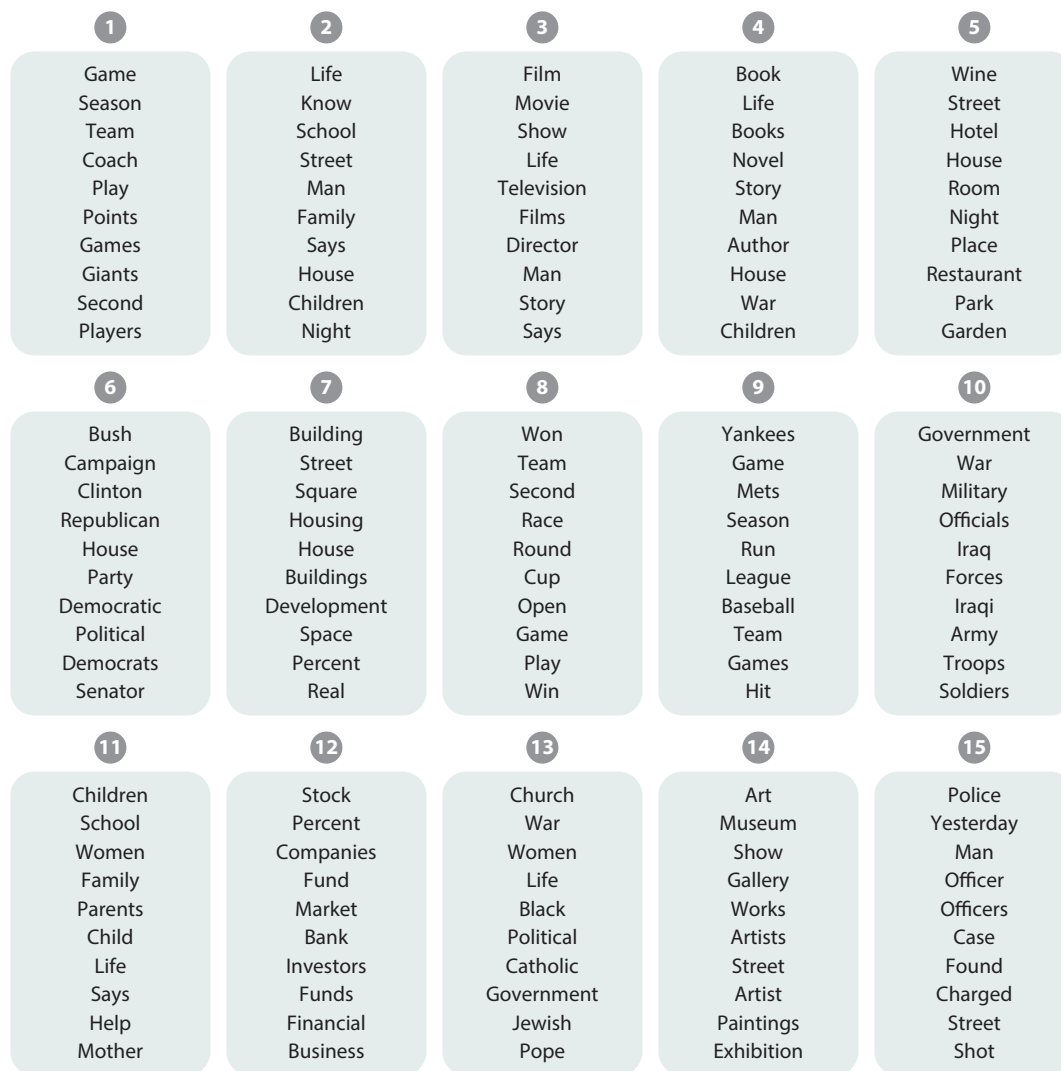 1
Game
Season
Team
Coach
Play
Points
Games
Giants
Second
Players
2
Life
Know
School
Street
Man
Family
Says
House
Children
Night
3
Film
Movie
Show
Life
Television
Films
Director
Man
Story
Says
4
Book
Life
Books
Novel
Story
Man
Author
House
War
Children
5
Wine
Street
Hotel
House
Room
Night
Place
Restaurant
Park
Garden
6
Bush
Campaign
Clinton
Republican
House
Party
Democratic
Political
Democrats
Senator
7
Building
Street
Square
Housing
House
Buildings
Development
Space
Percent
Real
8
Won
Team
Second
Race
Round
Cup
Open
Game
Play
Win
9
Yankees
Game
Mets
Season
Run
League
Baseball
Team
Games
Hit
10
Government
War
Military
Officials
Iraq
Forces
Iraqi
Army
Troops
Soldiers
11
Children
School
Women
Family
Parents
Child
Life
Says
Help
Mother
12
Stock
Percent
Companies
Fund
Market
Bank
Investors
Funds
Financial
Business
13
Church
War
Women
Life
Black
Political
Catholic
Government
Jewish
Pope
14
Art
Museum
Show
Gallery
Works
Artists
Street
Artist
Paintings
Exhibition
15
Police
Yesterday
Man
Officer
Officers
Case
Found
Charged
Street
Shot